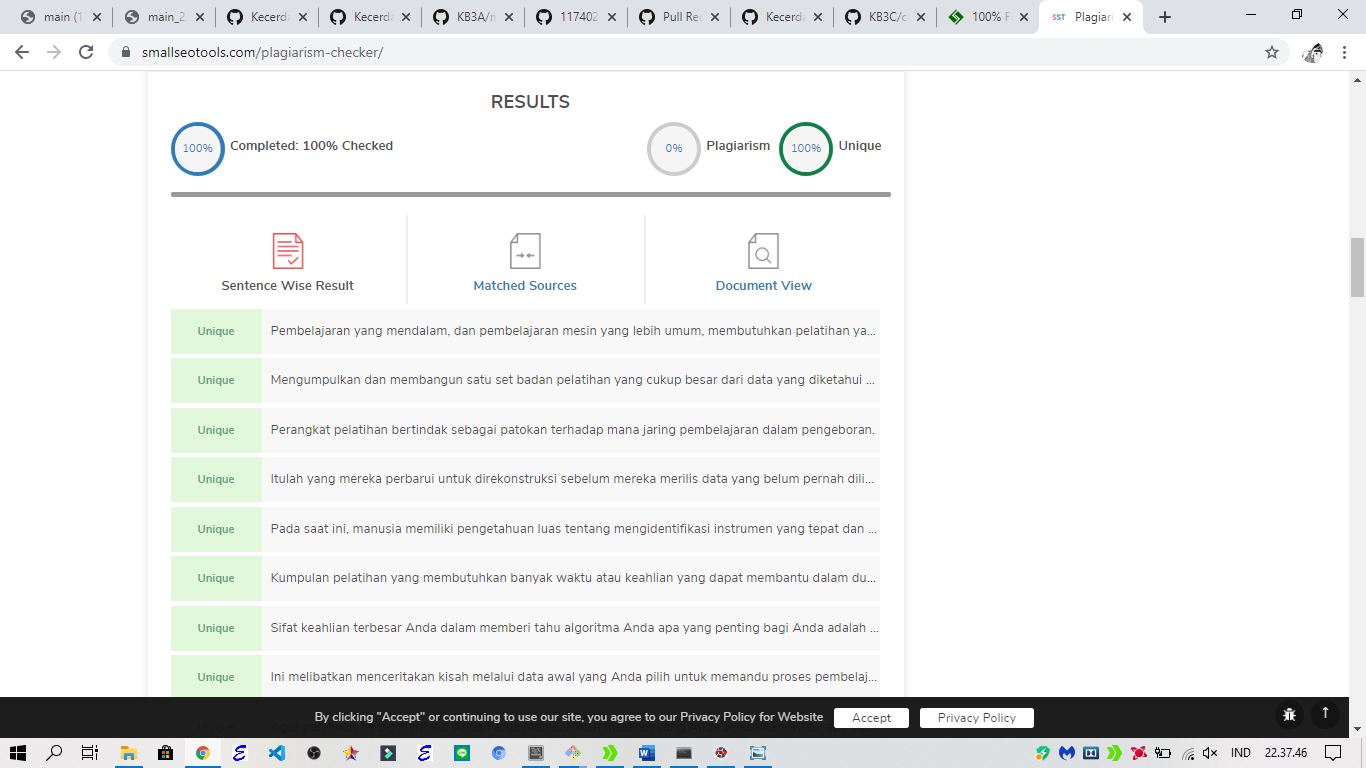 main (1
main_2
Kecerd
Kecerd
KB3A/
117402
Pull Re
Kecerd
KB3C/
100%
Plagiari
smallseotools.com/plagiarism-checker/
RESULTS
100% Completed: 100% Checked 0% Plagiarism 100% Unique
Sentence Wise Result Matched Sources Document View
Unique Pembelajaran yang mendalam, dan pembelajaran mesin yang lebih umum, membutuhkan pelatihan ya...
Unique Mengumpulkan dan membangun satu set badan pelatihan yang cukup besar dari data yang diketahui ...
Unique Perangkat pelatihan bertindak sebagai patokan terhadap mana jaring pembelajaran dalam pengeboran.
Unique Itulah yang mereka perbarui untuk direkonstruksi sebelum mereka merilis data yang belum pernah dili...
Unique Pada saat ini, manusia memiliki pengetahuan luas tentang mengidentifikasi instrumen yang tepat dan ...
Unique Kumpulan pelatihan yang membutuhkan banyak waktu atau keahlian yang dapat membantu dalam du...
Unique Sifat keahlian terbesar Anda dalam memberi tahu algoritma Anda apa yang penting bagi Anda adalah ...
Unique Ini melibatkan menceritakan kisah melalui data awal yang Anda pilih untuk memandu proses pembelaj...
By clicking "Accept" or continuing to use our site, you agree to our Privacy Policy for Website Accept Privacy Policy
IND 22.37.46